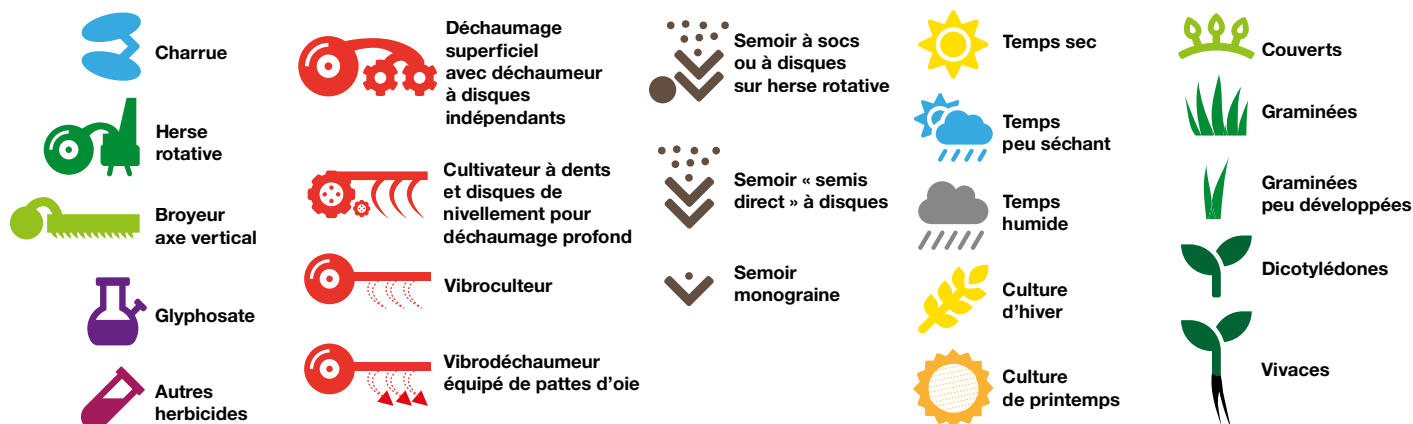 Charrue
Herse
rotative
Broyeur
axe vertical
Glyphosate
Autres
herbicides
Déchaumage
superficiel
avec déchaumeur
à disques
indépendants
Cultivateur à dents
et disques de
nivellement pour
déchaumage profond
Vibroculteur
Vibrodéchaumeur
équipé de pattes d’oie
Semoir à socs
ou à disques
sur herse rotative
Semoir « semis
direct » à disques
Semoir
monograine
Temps sec
Temps
peu séchant
Temps
humide
Culture
d’hiver
Culture
de printemps
Couverts
Graminées
Graminées
peu développées
Dicotylédones
Vivaces